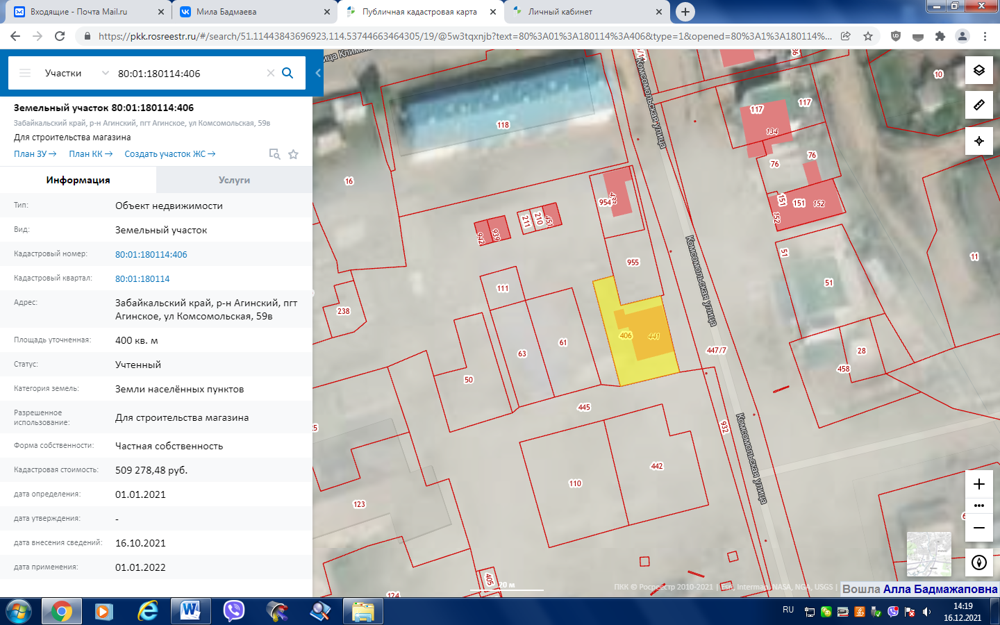 Входящие - Почта Mail.ru
Мила Бадмаева
Публичная кадастровая карта
Личный кабинет
https://pkk.rosreestr.ru/#/search/51.11443843696923,114.53744663464305/19/@5w3tqxnjb?text=80%3A01%3A180114%3A406&type=1&opened=80%3A1%3A180114%...
Участки
80:01:180114:406
Земельный участок 80:01:180114:406
Забайкальский край, р-н Агинский, пгт Агинское, ул Комсомольская, 59в
Для строительства магазина
План ЗУ →
План КК →
Создать участок ЖС →
Информация
Услуги
Тип:
Объект недвижимости
Вид:
Земельный участок
Кадастровый номер:
80:01:180114:406
Кадастровый квартал:
80:01:180114
Адрес:
Забайкальский край, р-н Агинский, пгт
Агинское, ул Комсомольская, 59в
Площадь уточненная:
400 кв. м
Статус:
Учтенный
Категория земель:
Земли населённых пунктов
Разрешенное
использование:
Для строительства магазина
Форма собственности:
Частная собственность
Кадастровая стоимость:
509 278,48 руб.
дата определения:
01.01.2021
дата утверждения:
-
дата внесения сведений:
16.10.2021
дата применения:
01.01.2022
Комсомольская улица
10
117
117
134
118
76
76
16
151
151
152
152
954
211
210
451
942
939
51
11
955
111
51
238
406
441
447/7
63
61
28
458
50
445
932
Комсомольская улица
442
110
Комсомольская улица
123
405
124
20 м
ПКК © Росреестр 2010-2021 | Esri, Intermap, NASA, NGA, USGS |
Вошла Алла Бадмажаповна
RU
14:19
16.12.2021